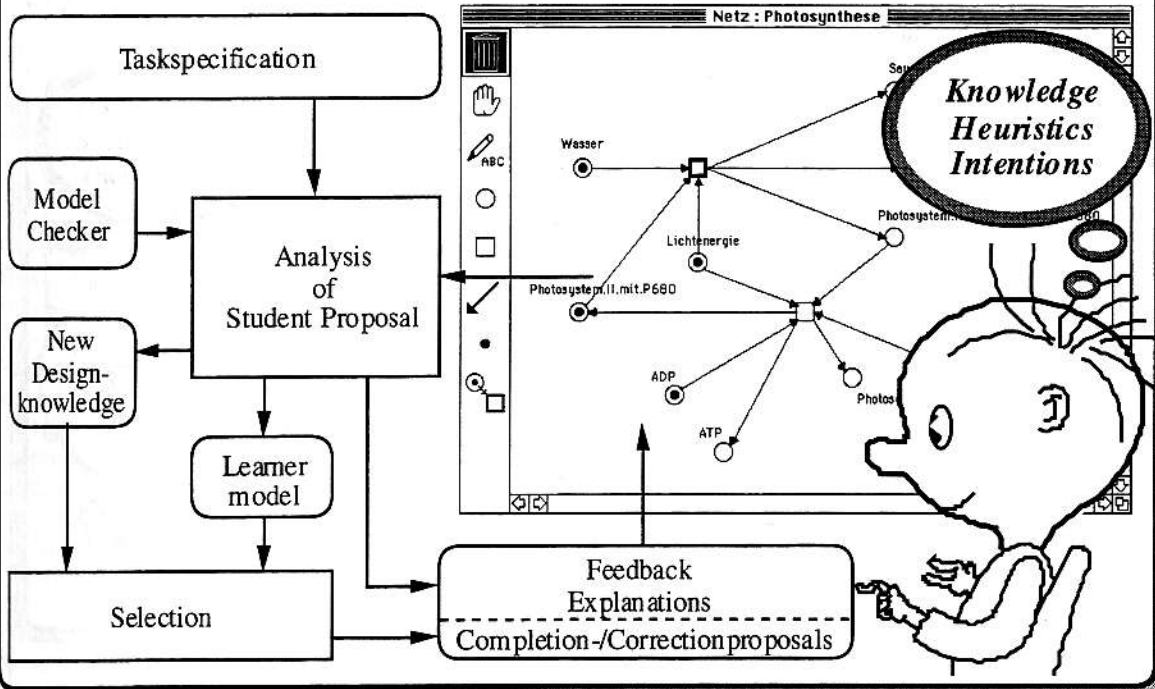 Taskspecification
Model
Checker
Analysis
of
Student Proposal
New
Design-
knowledge
Learner
model
Selection
Feedback
Explanations
Completion-/Correctionproposals
Netz : Photosynthese
ABC
Wasser
Lichtenergie
Photosystem.II.mit.P680
ADP
ATP
Knowledge
Heuristics
Intentions